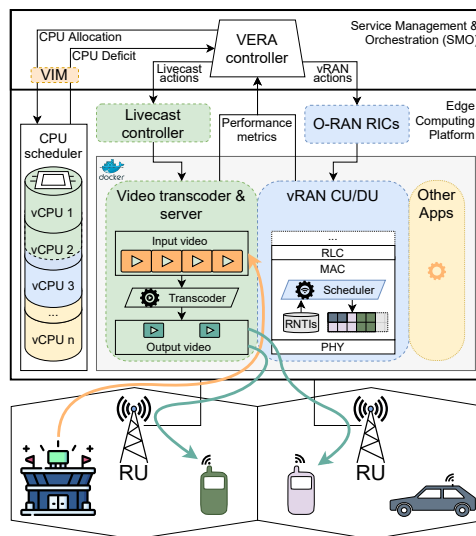 Service Management &
Orchestration (SMO)
CPU Allocation
CPU Deficit
VIM
VERA
controller
Livecast
actions
vRAN
actions
Edge
Computing
Platform
Livecast
controller
Performance
metrics
O-RAN RICs
CPU
scheduler
vCPU 1
vCPU 2
vCPU 3
...
vCPU n
docker
Video transcoder &
server
Input video
Transcoder
Output video
vRAN CU/DU
...
RLC
MAC
Scheduler
RNTIs
PHY
Other
Apps
RU
RU